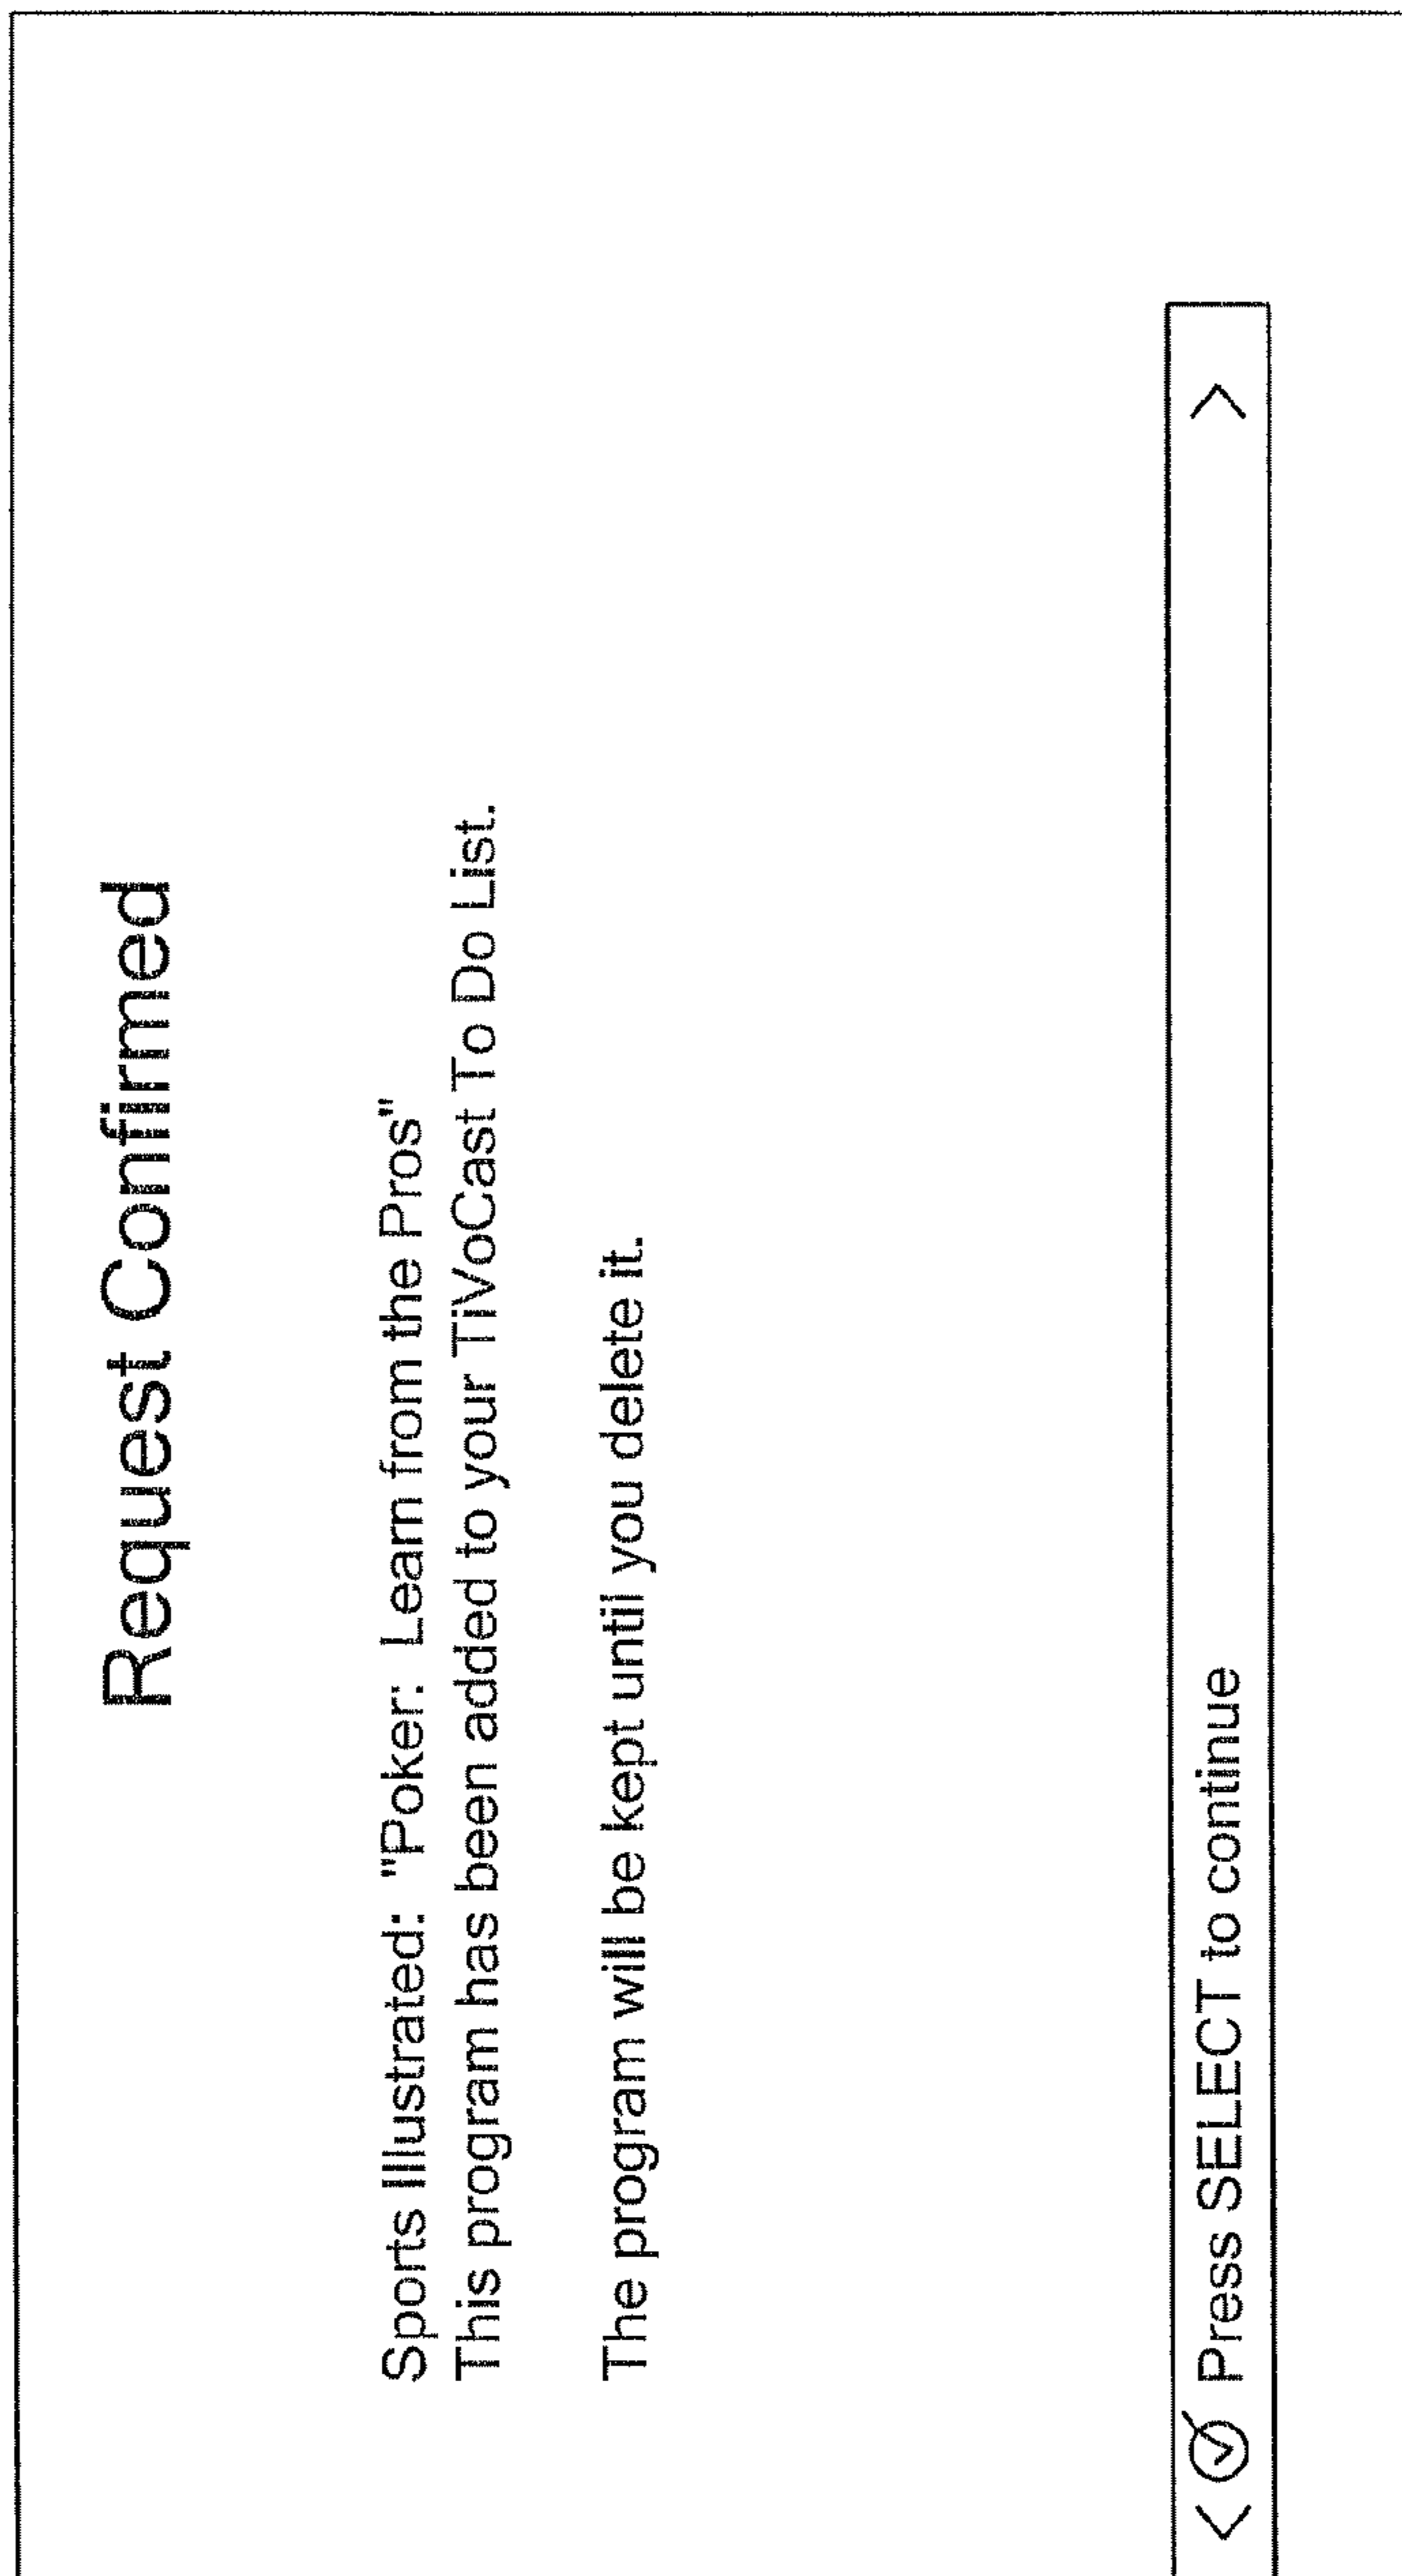 Request Confirmed
Sports Illustrated: "Poker: Learn from the Pros"
This program has been added to your TiVoCast To Do List.
The program will be kept until you delete it.
< Press SELECT to continue >